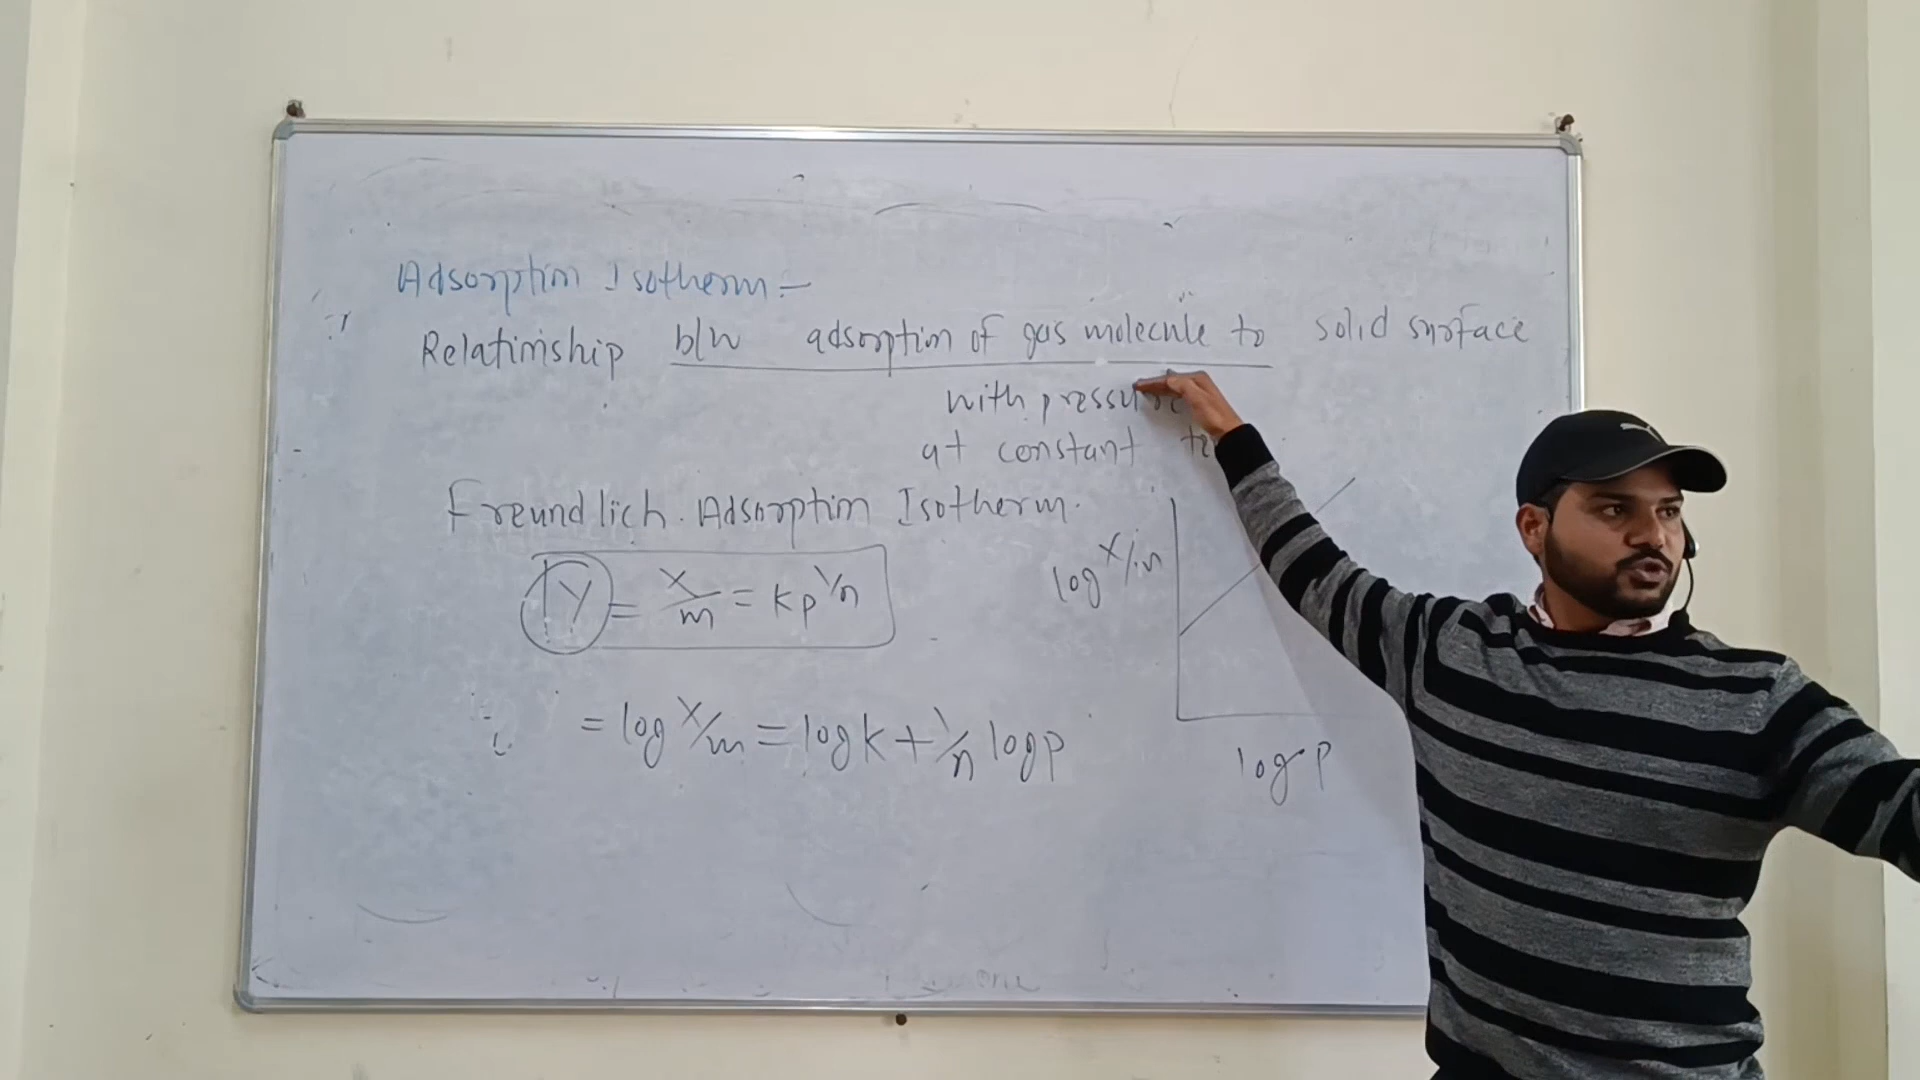 Adsorption Isotherm :-
Relationship b/w adsorption of gas molecule to solid surface
with pressure
at constant
Freundlich Adsorption Isotherm.
Y = x/m = kp^1/n
= log x/m = log k + 1/n log p
log x/m
log p